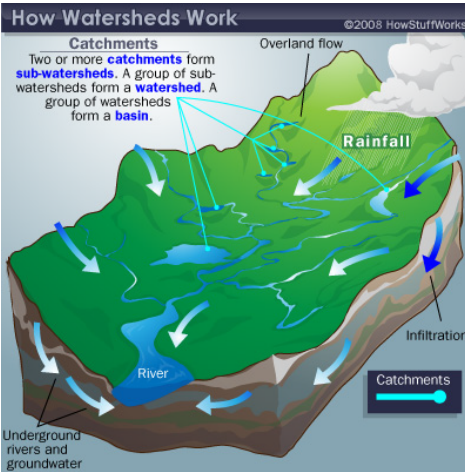 How Watersheds Work
©2008 HowStuffWorks
Catchments
Two or more catchments form
sub-watersheds. A group of sub-
watersheds form a watershed. A
group of watersheds
form a basin.
Overland flow
Rainfall
Infiltration
River
Catchments
Underground
rivers and
groundwater